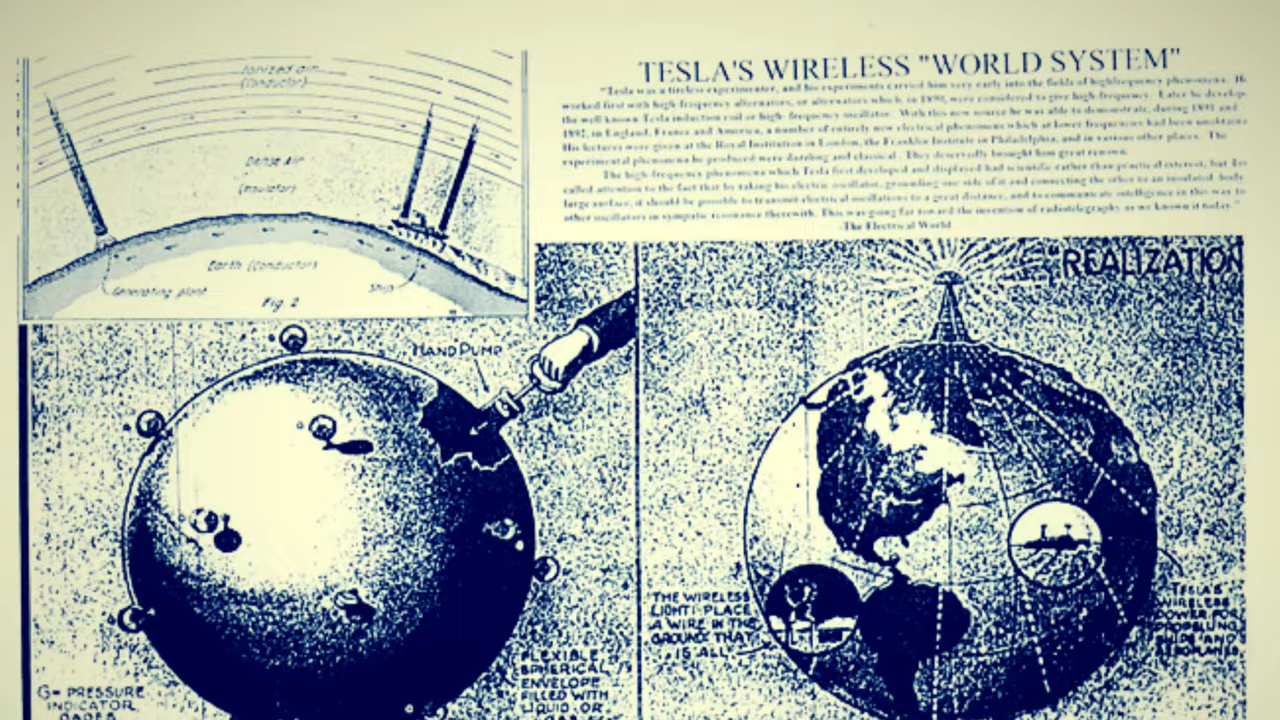 TESLA'S WIRELESS "WORLD SYSTEM"
"Tesla was a tireless experimenter, and his experiments carried him very early into the fields of high frequency phenomena. H
worked first with high frequency alternators, or alternators which, in 1890, were considered to give high-frequency. Later he develop
the well known Tesla induction coil or high- frequency oscillator. With this new source he was able to demonstrate, during 1891 and
1892, in England, France and America, a number of entirely new electrical phenomena which at lower frequencies had been
His lectures were given at the Royal Institution in London, the Franklin Institute in Philadelphia, and in various other places. The
experimental phenomena he produced were dazzling and classical. They deservedly brought him great renown.
The high-frequency phenomena which Tesla first developed and displayed had scientific rather than practical interest, but Tes
called attention to the fact that by taking his electric oscillator, grounding one side of it and connecting the other to an insulated body
large surface, it should be possible to transmit electrical oscillations to a great distance, and to communicate intelligence in this way to
other oscillators in sympatic resonance therewith. This was going far toward the invention of radiotelegraphy as we known it today."
-The Electrical World
Ionized air
(Conductor)
Dense Air
(Insulator)
Earth (Conductor)
Generating plant
Ship
Fig. 2
HAND PUMP
G= PRESSURE
INDICATOR
GAGES
FLEXIBLE
SPHERICAL
ENVELOPE
FILLED WITH
LIQUID OR
"REALIZATION
THE WIRELESS
LIGHT: PLACE
A WIRE IN THE
GROUND THAT
IS ALL
TESLA'S
WIRELESS
POWER FOR
PROPELLING
SHIPS AND
AEROPLANES